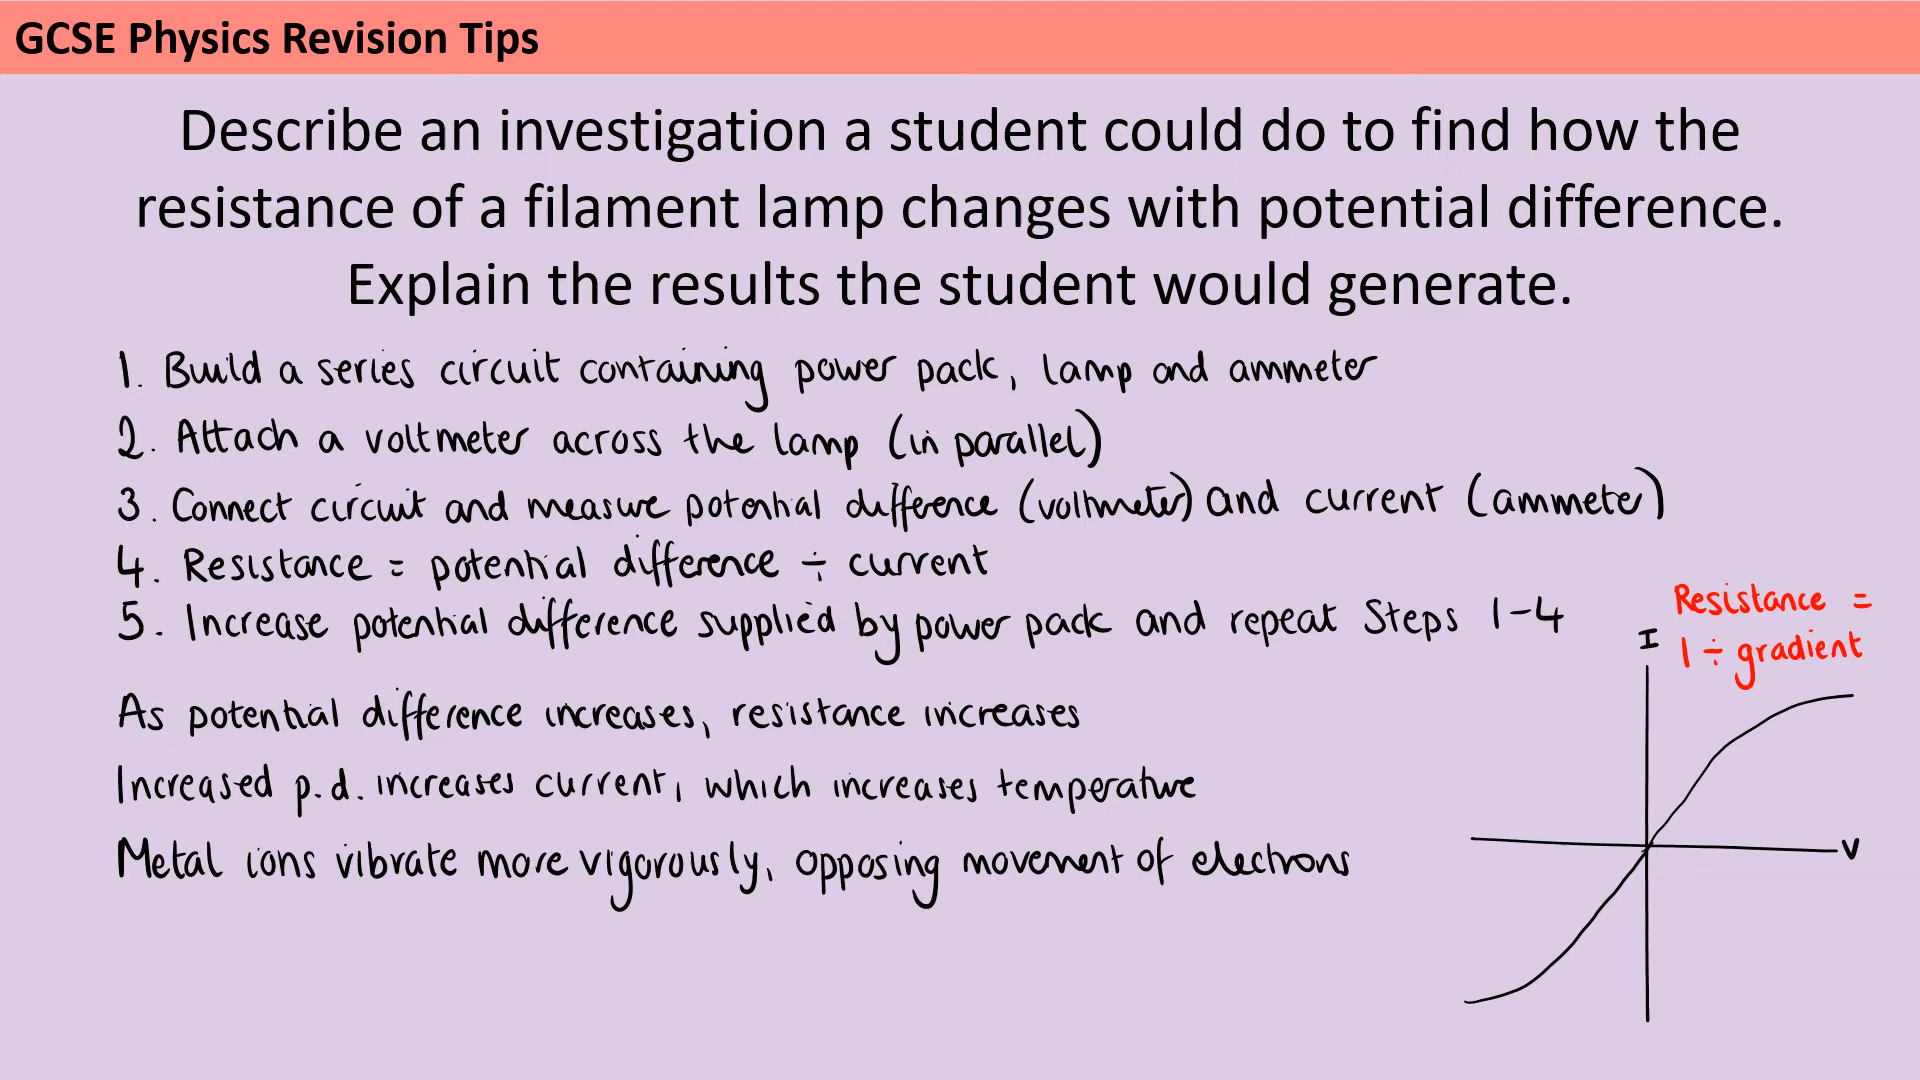 GCSE Physics Revision Tips
Describe an investigation a student could do to find how the
resistance of a filament lamp changes with potential difference.
Explain the results the student would generate.
1. Build a series circuit containing power pack, lamp and ammeter
2. Attach a voltmeter across the lamp (in parallel)
3. Connect circuit and measure potential difference (voltmeter) and current (ammeter)
4. Resistance = potential difference ÷ current
5. Increase potential difference supplied by power pack and repeat Steps 1-4
As potential difference increases, resistance increases
Increased p.d. increases current, which increases temperature
Metal ions vibrate more vigorously, opposing movement of electrons
Resistance =
1 ÷ gradient
I
V